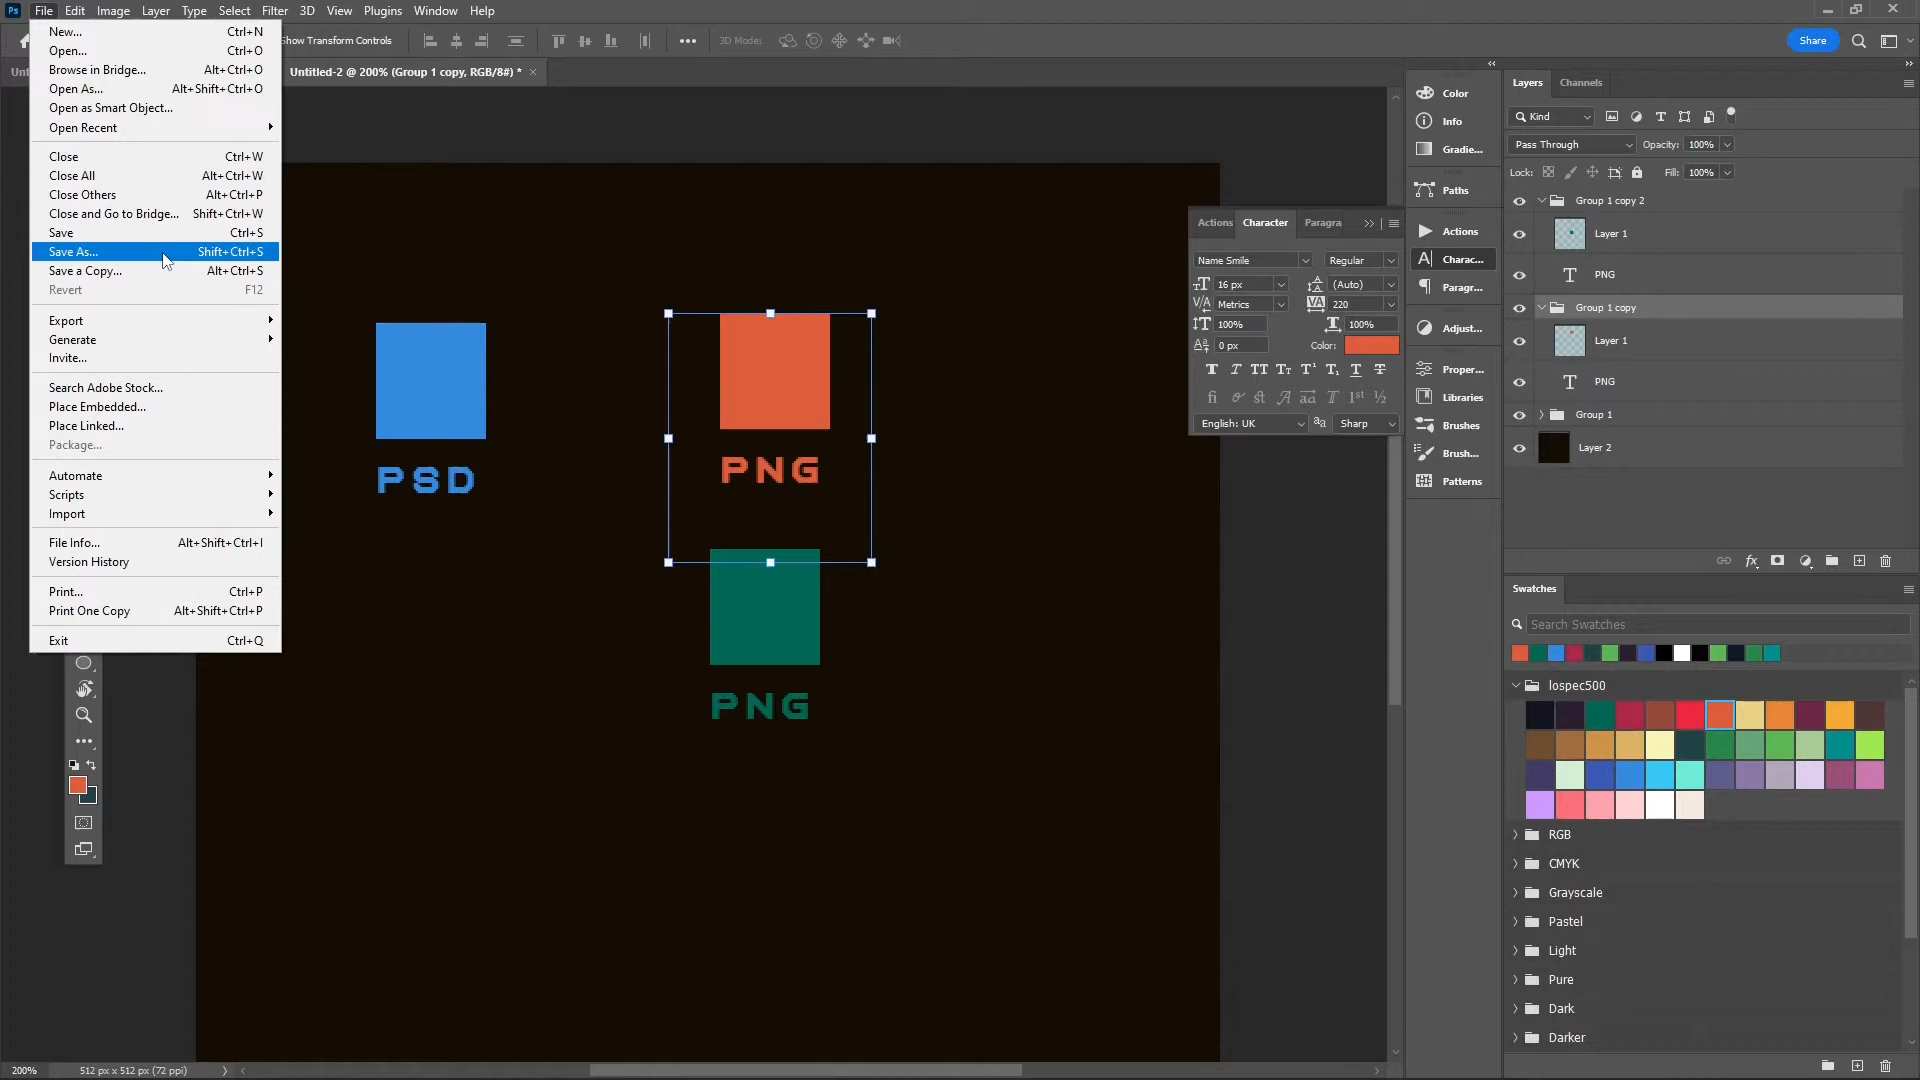 Ps File Edit Image Layer Type Select Filter 3D View Plugins Window Help
Show Transform Controls 3D Mode: Share
Untitled-2 @ 200% (Group 1 copy, RGB/8#) *
New... Ctrl+N
Open... Ctrl+O
Browse in Bridge... Alt+Ctrl+O
Open As... Alt+Shift+Ctrl+O
Open as Smart Object...
Open Recent
Close Ctrl+W
Close All Alt+Ctrl+W
Close Others Alt+Ctrl+P
Close and Go to Bridge... Shift+Ctrl+W
Save Ctrl+S
Save As... Shift+Ctrl+S
Save a Copy... Alt+Ctrl+S
Revert F12
Export
Generate
Invite...
Search Adobe Stock...
Place Embedded...
Place Linked...
Package...
Automate
Scripts
Import
File Info... Alt+Shift+Ctrl+I
Version History
Print... Ctrl+P
Print One Copy Alt+Shift+Ctrl+P
Exit Ctrl+Q
PSD
PNG
PNG
Actions Character Paragra
Name Smile Regular
16 px (Auto)
Metrics 220
100% 100%
0 px Color:
English: UK Sharp
Color
Info
Gradie...
Paths
Actions
Charac...
Paragr...
Adjust...
Proper...
Libraries
Brushes
Brush...
Patterns
Layers Channels
Kind
Pass Through Opacity: 100%
Lock: Fill: 100%
Group 1 copy 2
Layer 1
PNG
Group 1 copy
Layer 1
PNG
Group 1
Layer 2
Swatches
Search Swatches
lospec500
RGB
CMYK
Grayscale
Pastel
Light
Pure
Dark
Darker
200% 512 px x 512 px (72 ppi)